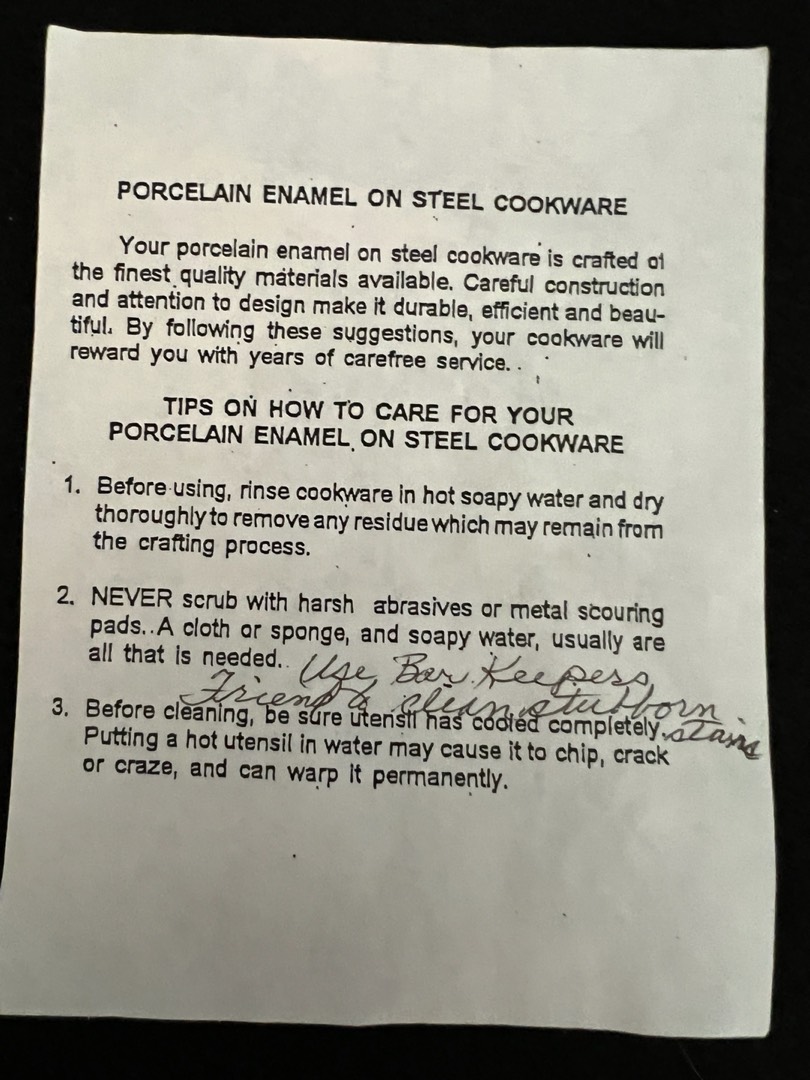 PORCELAIN ENAMEL ON STEEL COOKWARE
Your porcelain enamel on steel cookware is crafted of
the finest quality materials available. Careful construction
and attention to design make it durable, efficient and beau-
tiful. By following these suggestions, your cookware will
reward you with years of carefree service. .
TIPS ON HOW TO CARE FOR YOUR
PORCELAIN ENAMEL ON STEEL COOKWARE
1. Before using, rinse cookware in hot soapy water and dry
thoroughly to remove any residue which may remain from
the crafting process.
2. NEVER scrub with harsh abrasives or metal scouring
pads. A cloth or sponge, and soapy water, usually are
all that is needed. Use Bar Keepers
Friend to clean stubborn
stains
3. Before cleaning, be sure utensil has cooled completely.
Putting a hot utensil in water may cause it to chip, crack
or craze, and can warp it permanently.